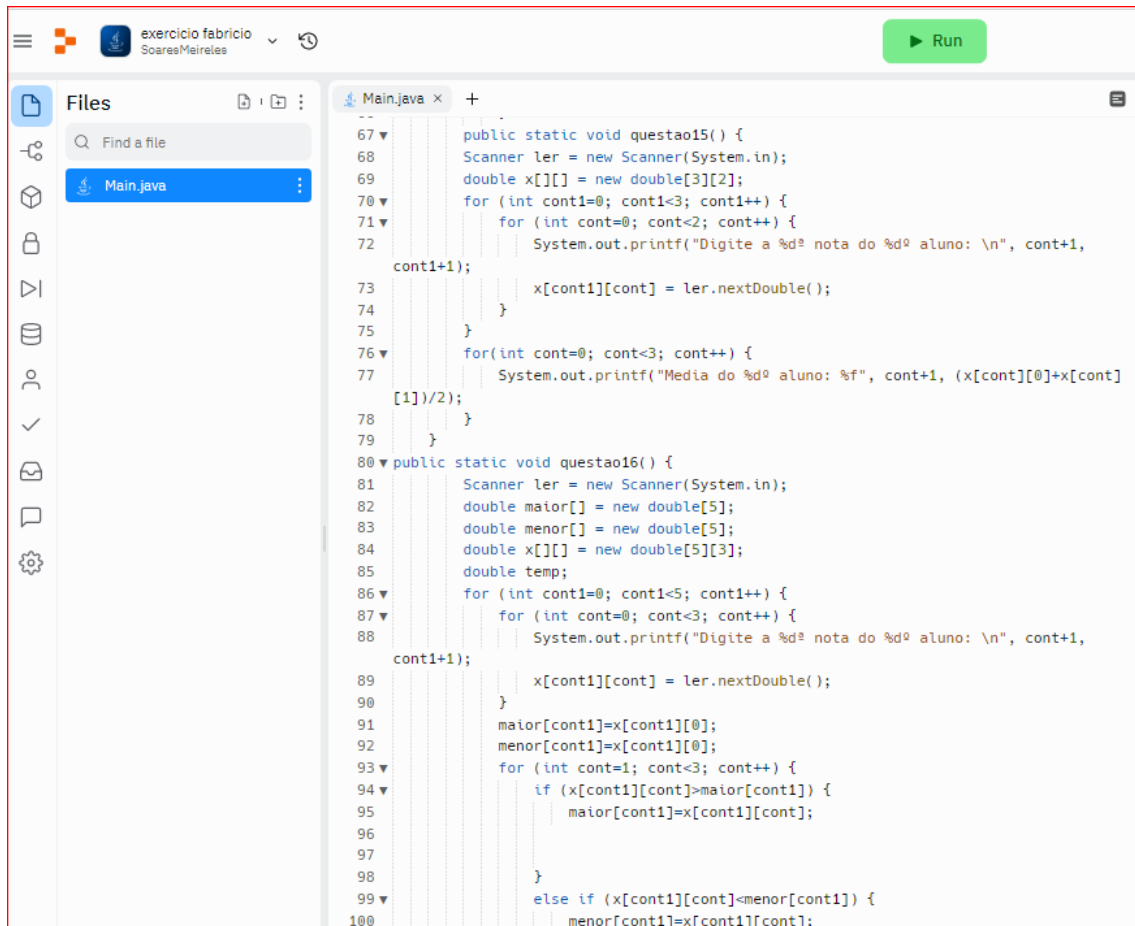 exercicio fabricio
SoaresMeireles
Run
Files
Main.java × +
Find a file
Main.java
67 public static void questao15() {
68 Scanner ler = new Scanner(System.in);
69 double x[][] = new double[3][2];
70 for (int cont1=0; cont1<3; cont1++) {
71 for (int cont=0; cont<2; cont++) {
72 System.out.printf("Digite a %dª nota do %dº aluno: \n", cont+1,
cont1+1);
73 x[cont1][cont] = ler.nextDouble();
74 }
75 }
76 for(int cont=0; cont<3; cont++) {
77 System.out.printf("Media do %dº aluno: %f", cont+1, (x[cont][0]+x[cont]
[1])/2);
78 }
79 }
80 public static void questao16() {
81 Scanner ler = new Scanner(System.in);
82 double maior[] = new double[5];
83 double menor[] = new double[5];
84 double x[][] = new double[5][3];
85 double temp;
86 for (int cont1=0; cont1<5; cont1++) {
87 for (int cont=0; cont<3; cont++) {
88 System.out.printf("Digite a %dª nota do %dº aluno: \n", cont+1,
cont1+1);
89 x[cont1][cont] = ler.nextDouble();
90 }
91 maior[cont1]=x[cont1][0];
92 menor[cont1]=x[cont1][0];
93 for (int cont=1; cont<3; cont++) {
94 if (x[cont1][cont]>maior[cont1]) {
95 maior[cont1]=x[cont1][cont];
96
97
98 }
99 else if (x[cont1][cont]<menor[cont1]) {
100 menor[cont1]=x[cont1][cont];